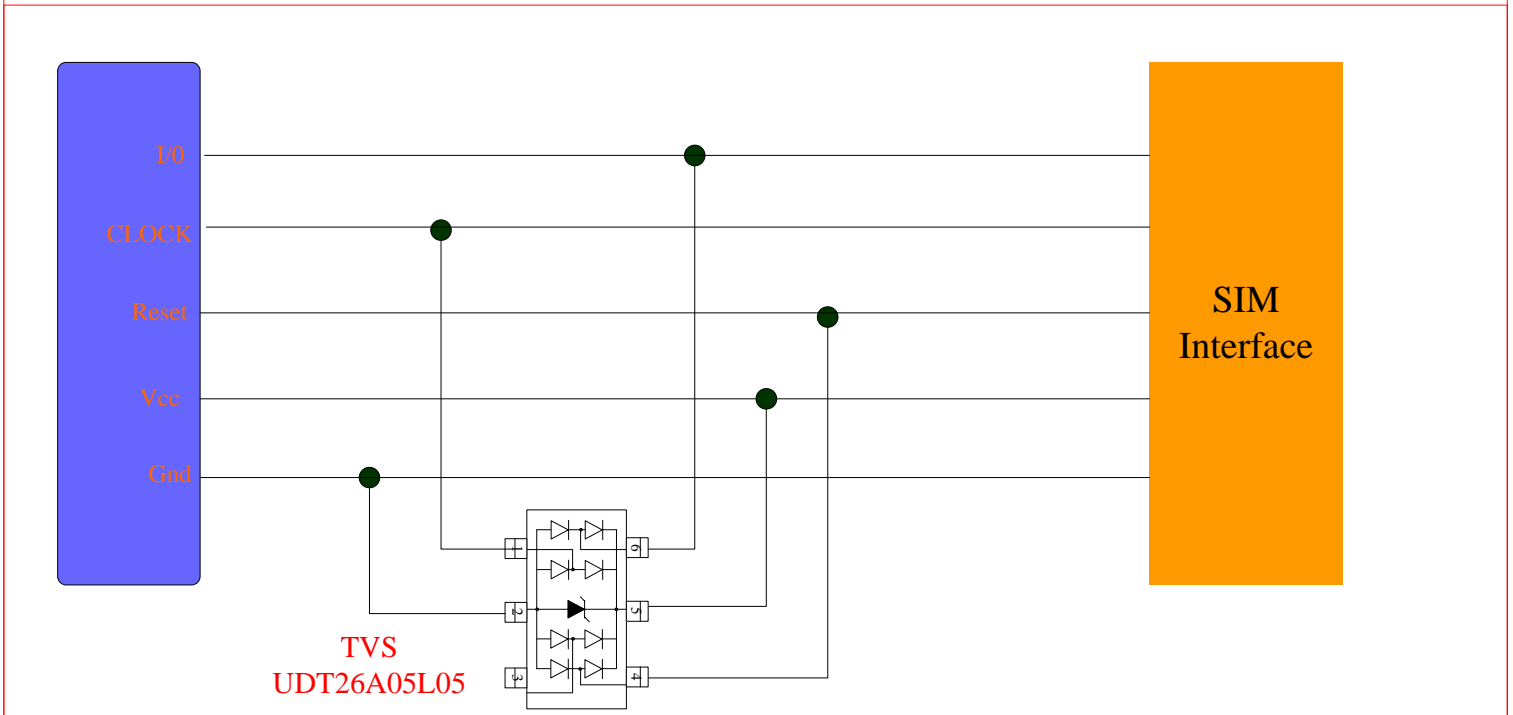 I/0
CLOCK
Reset
Vcc
Gnd
SIM
Interface
1
2
3
6
5
4
TVS
UDT26A05L05